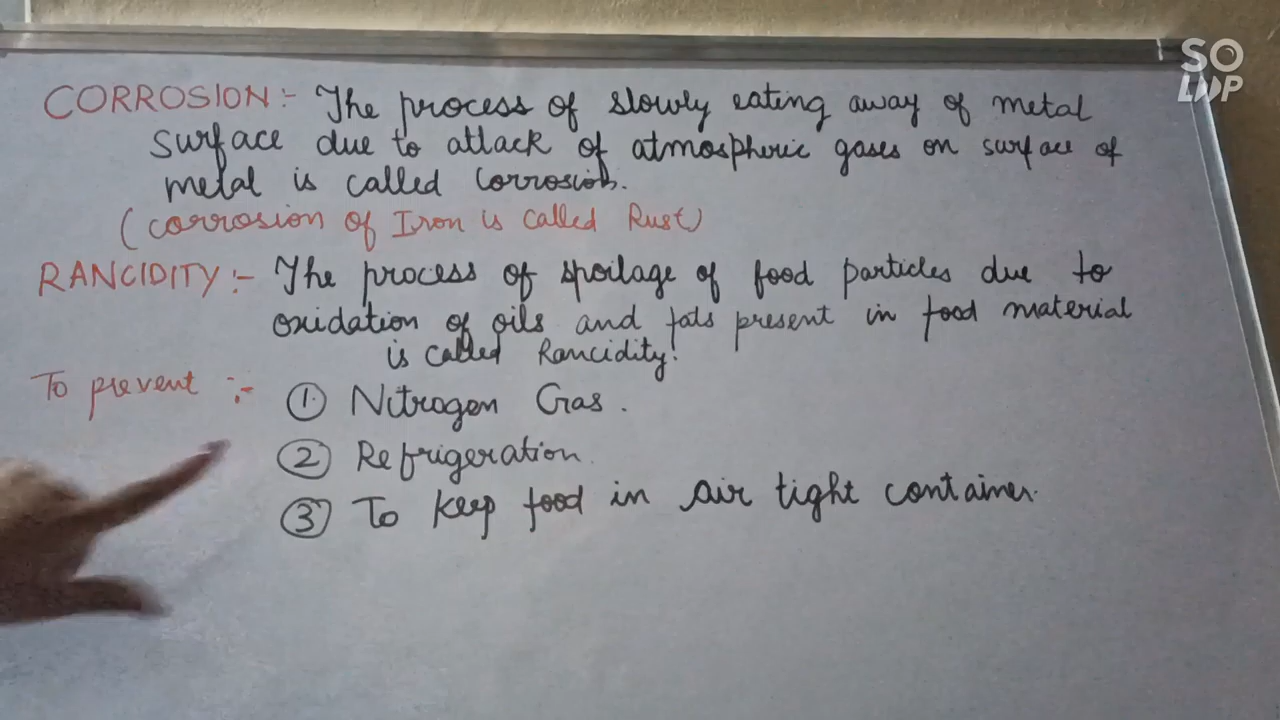 SO
LWP
CORROSION :- The process of slowly eating away of metal
surface due to attack of atmospheric gases on surface of
metal is called Corrosion.
(Corrosion of Iron is called Rust)
RANCIDITY :- The process of spoilage of food particles due to
oxidation of oils and fats present in food material
is called Rancidity.
To prevent :- ① Nitrogen Gas.
② Refrigeration.
③ To keep food in air tight container.